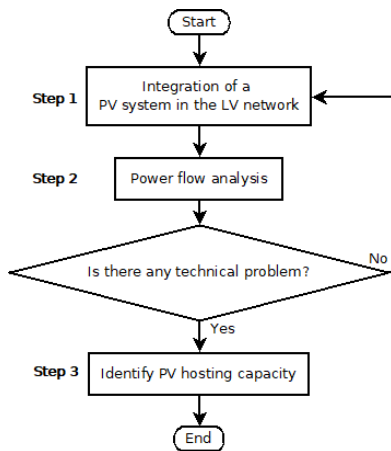 Start
Step 1
Integration of a
PV system in the LV network
Step 2
Power flow analysis
Is there any technical problem?
No
Yes
Step 3
Identify PV hosting capacity
End